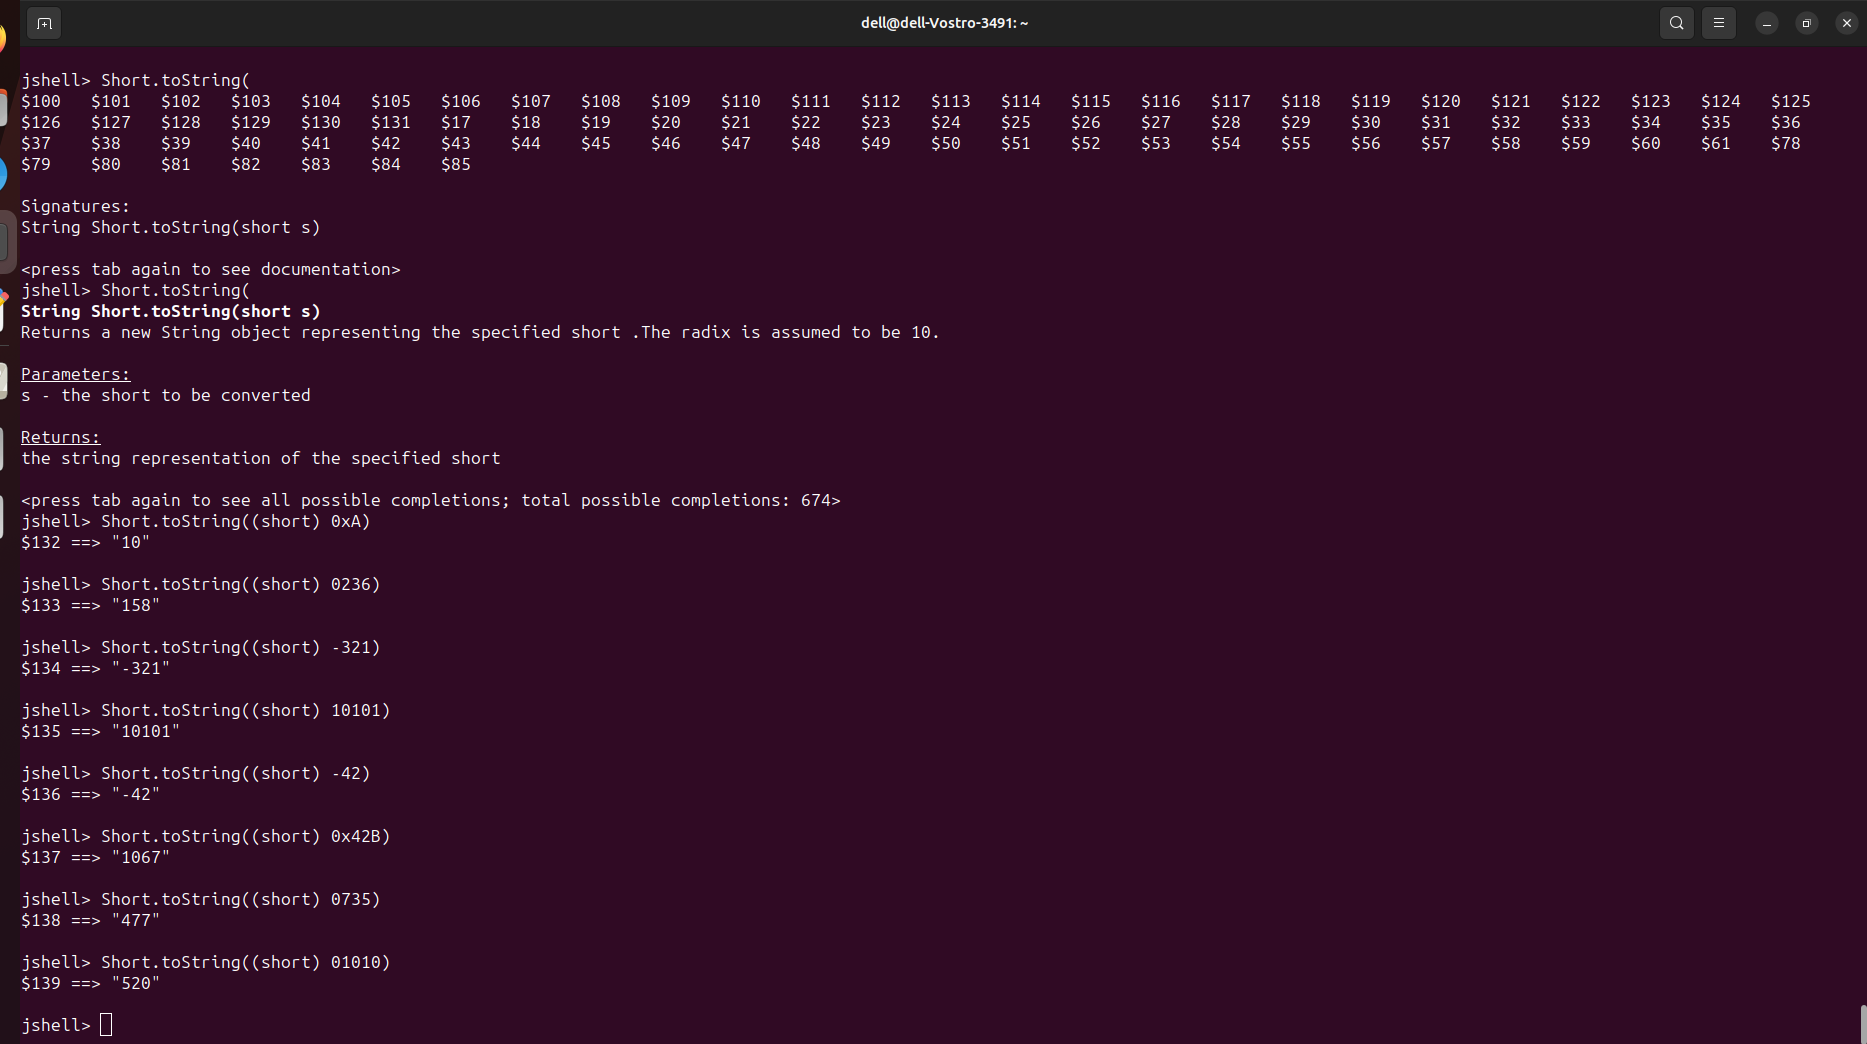 dell@dell-Vostro-3491: ~
jshell> Short.toString(
$100 $101 $102 $103 $104 $105 $106 $107 $108 $109 $110 $111 $112 $113 $114 $115 $116 $117 $118 $119 $120 $121 $122 $123 $124 $125
$126 $127 $128 $129 $130 $131 $17 $18 $19 $20 $21 $22 $23 $24 $25 $26 $27 $28 $29 $30 $31 $32 $33 $34 $35 $36
$37 $38 $39 $40 $41 $42 $43 $44 $45 $46 $47 $48 $49 $50 $51 $52 $53 $54 $55 $56 $57 $58 $59 $60 $61 $78
$79 $80 $81 $82 $83 $84 $85
Signatures:
String Short.toString(short s)
<press tab again to see documentation>
jshell> Short.toString(
String Short.toString(short s)
Returns a new String object representing the specified short .The radix is assumed to be 10.
Parameters:
s - the short to be converted
Returns:
the string representation of the specified short
<press tab again to see all possible completions; total possible completions: 674>
jshell> Short.toString((short) 0xA)
$132 ==> "10"
jshell> Short.toString((short) 0236)
$133 ==> "158"
jshell> Short.toString((short) -321)
$134 ==> "-321"
jshell> Short.toString((short) 10101)
$135 ==> "10101"
jshell> Short.toString((short) -42)
$136 ==> "-42"
jshell> Short.toString((short) 0x42B)
$137 ==> "1067"
jshell> Short.toString((short) 0735)
$138 ==> "477"
jshell> Short.toString((short) 01010)
$139 ==> "520"
jshell>